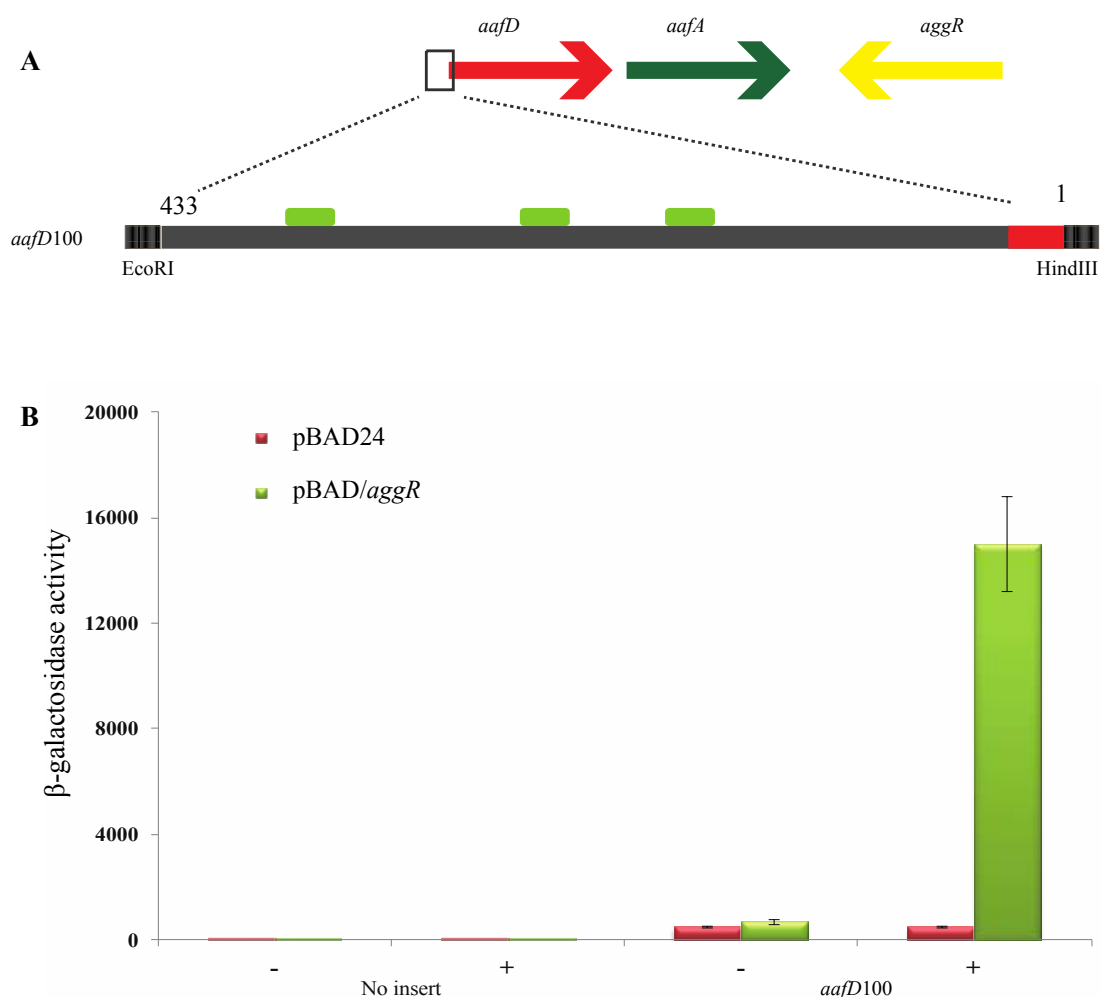 A
aafD
aafA
aggR
433
1
aafD100
EcoRI
HindIII
B
20000
16000
12000
8000
4000
0
β-galactosidase activity
pBAD24
pBAD/aggR
- + - +
No insert
aafD100